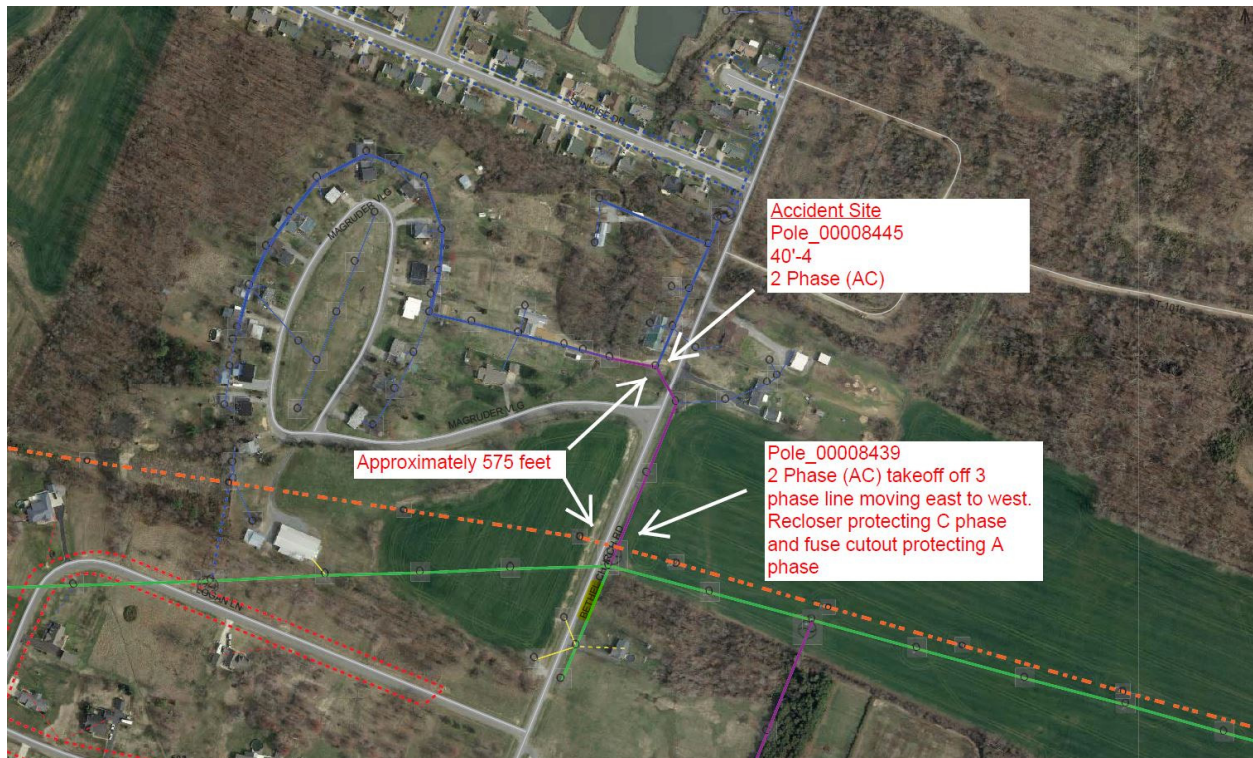 SUNRISE DR
Accident Site
Pole_00008445
40'-4
2 Phase (AC)
MAGRUDER VLG
MAGRUDER VLG
Approximately 575 feet
Pole_00008439
2 Phase (AC) takeoff off 3
phase line moving east to west.
Recloser protecting C phase
and fuse cutout protecting A
phase
LOGAN LN